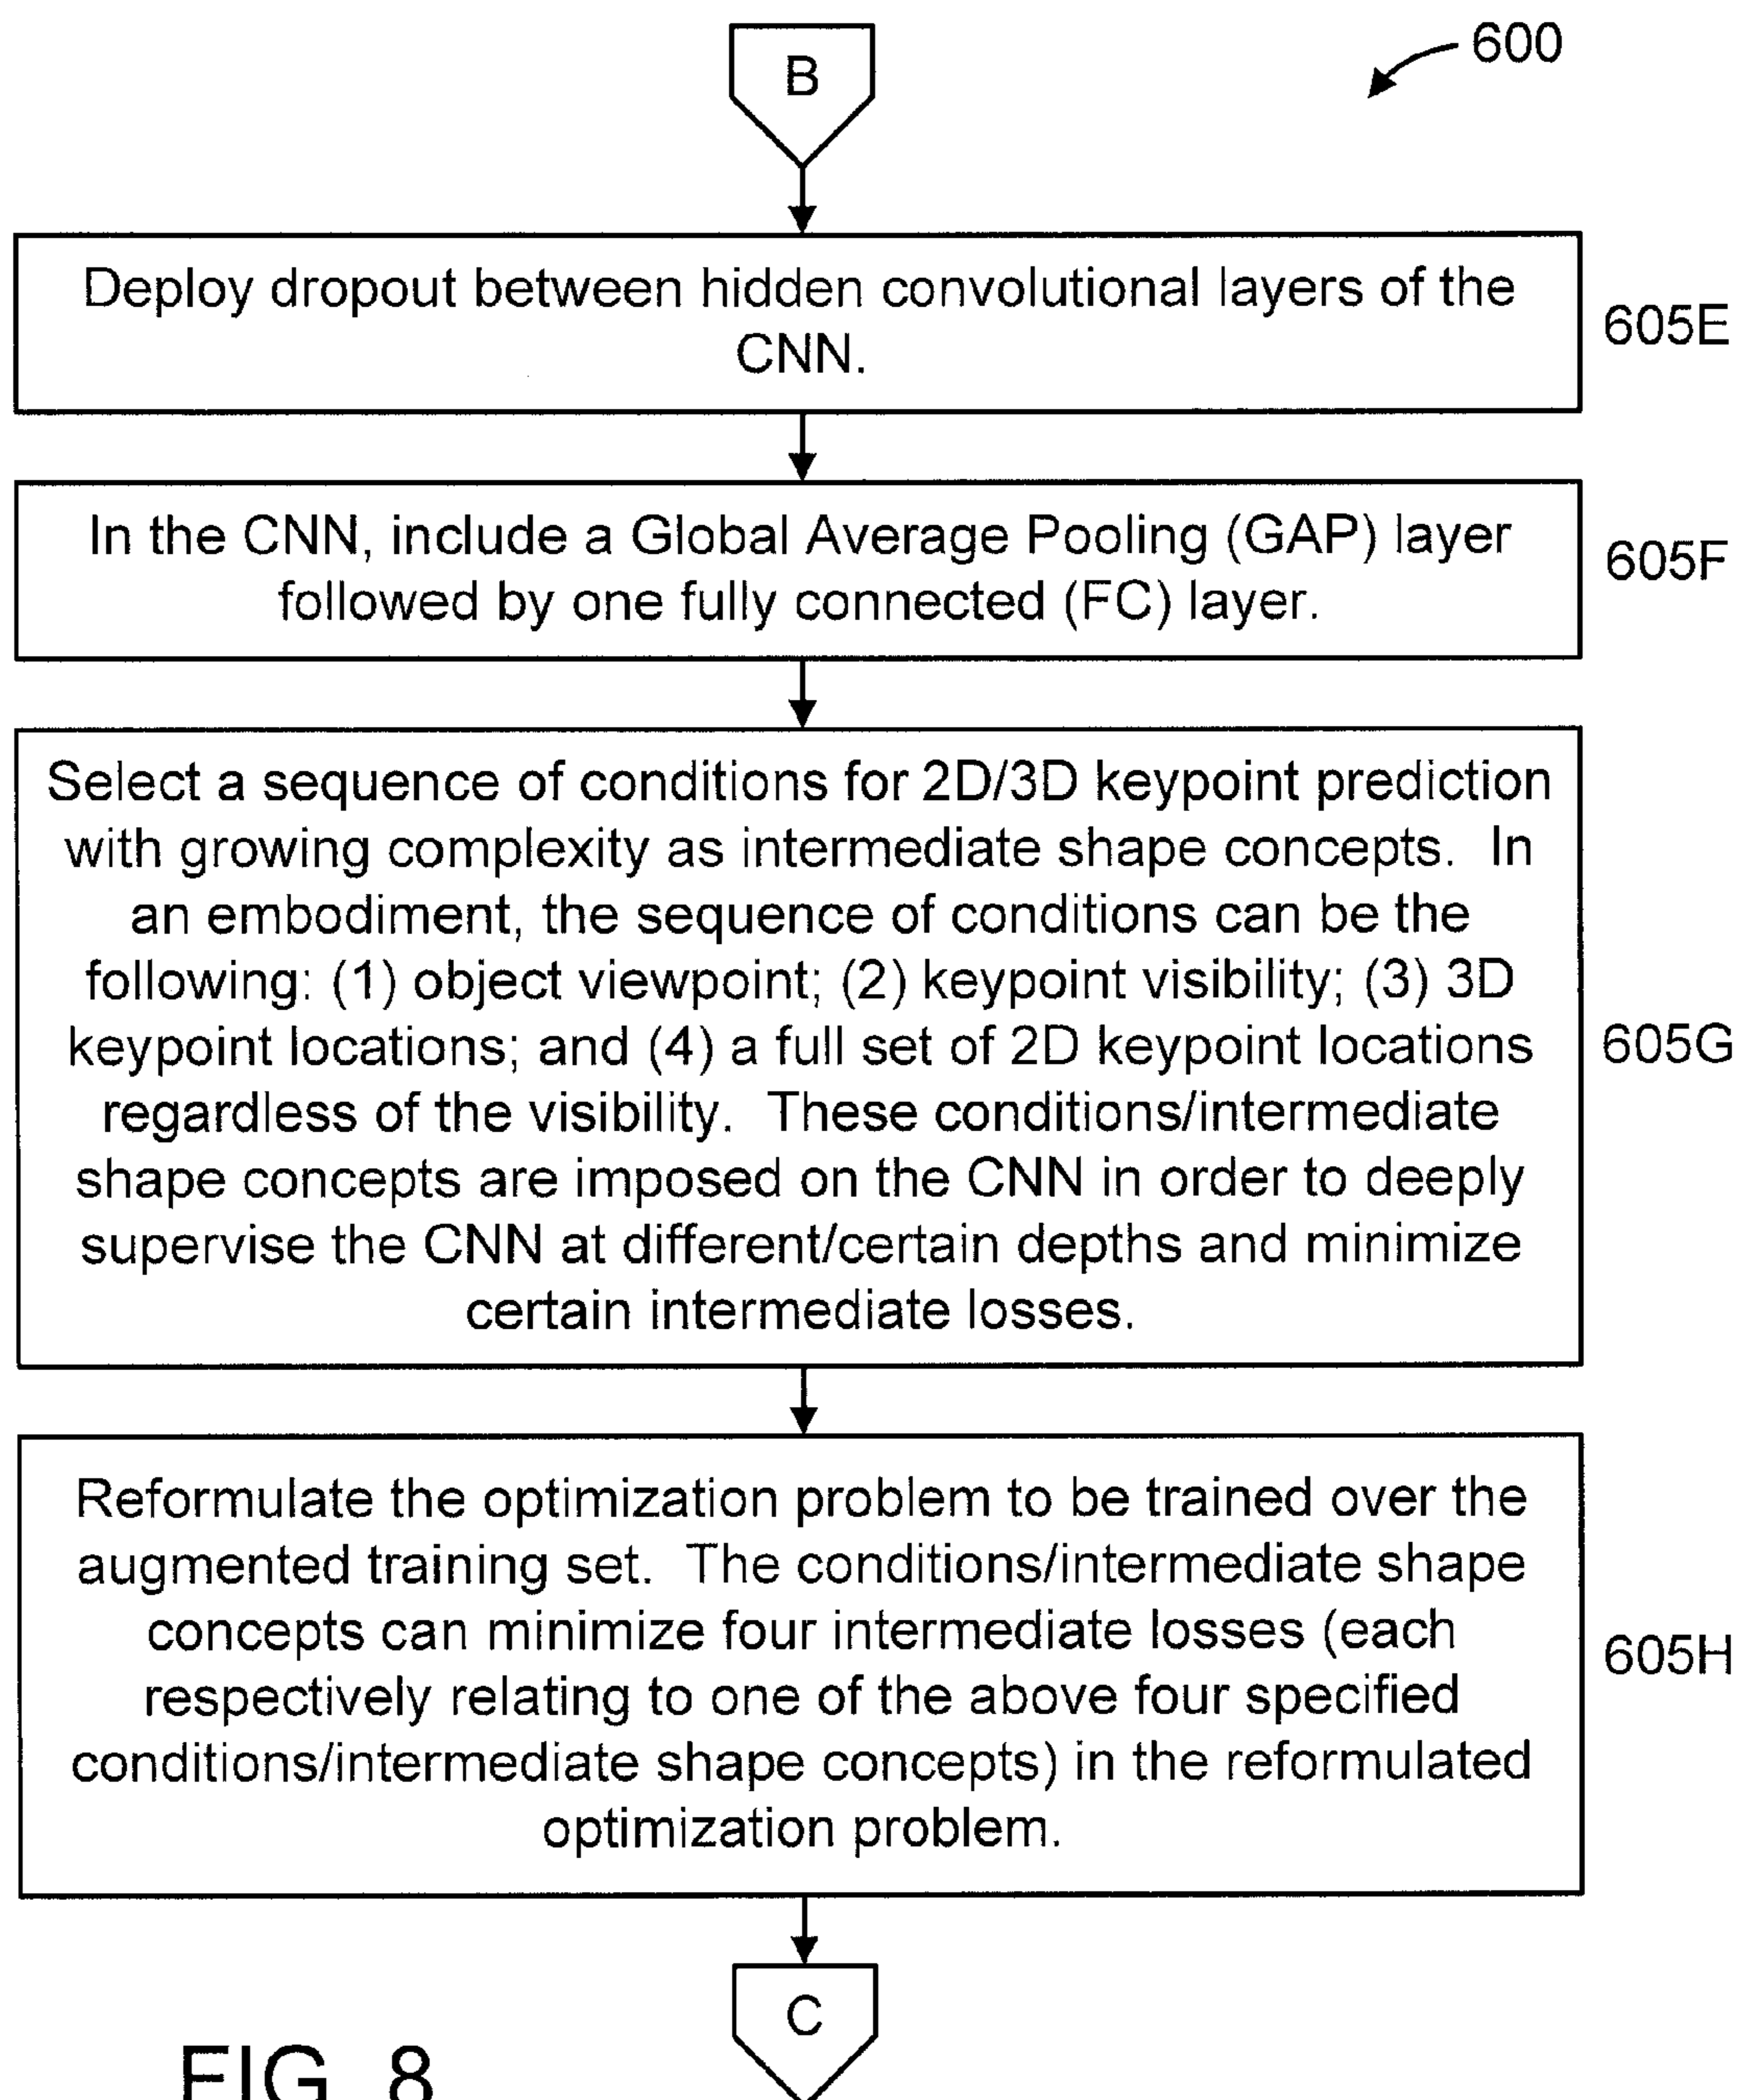 B
600
Deploy dropout between hidden convolutional layers of the
CNN.
605E
In the CNN, include a Global Average Pooling (GAP) layer
followed by one fully connected (FC) layer.
605F
Select a sequence of conditions for 2D/3D keypoint prediction
with growing complexity as intermediate shape concepts. In
an embodiment, the sequence of conditions can be the
following: (1) object viewpoint; (2) keypoint visibility; (3) 3D
keypoint locations; and (4) a full set of 2D keypoint locations
regardless of the visibility. These conditions/intermediate
shape concepts are imposed on the CNN in order to deeply
supervise the CNN at different/certain depths and minimize
certain intermediate losses.
605G
Reformulate the optimization problem to be trained over the
augmented training set. The conditions/intermediate shape
concepts can minimize four intermediate losses (each
respectively relating to one of the above four specified
conditions/intermediate shape concepts) in the reformulated
optimization problem.
605H
C
FIG. 8